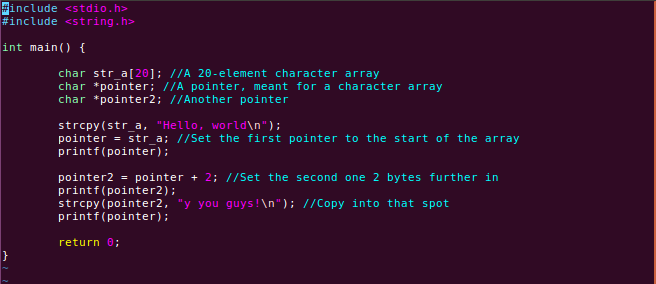 #include <stdio.h>
#include <string.h>
int main() {
char str_a[20]; //A 20-element character array
char *pointer; //A pointer, meant for a character array
char *pointer2; //Another pointer
strcpy(str_a, "Hello, world\n");
pointer = str_a; //Set the first pointer to the start of the array
printf(pointer);
pointer2 = pointer + 2; //Set the second one 2 bytes further in
printf(pointer2);
strcpy(pointer2, "y you guys!\n"); //Copy into that spot
printf(pointer);
return 0;
}
~
~